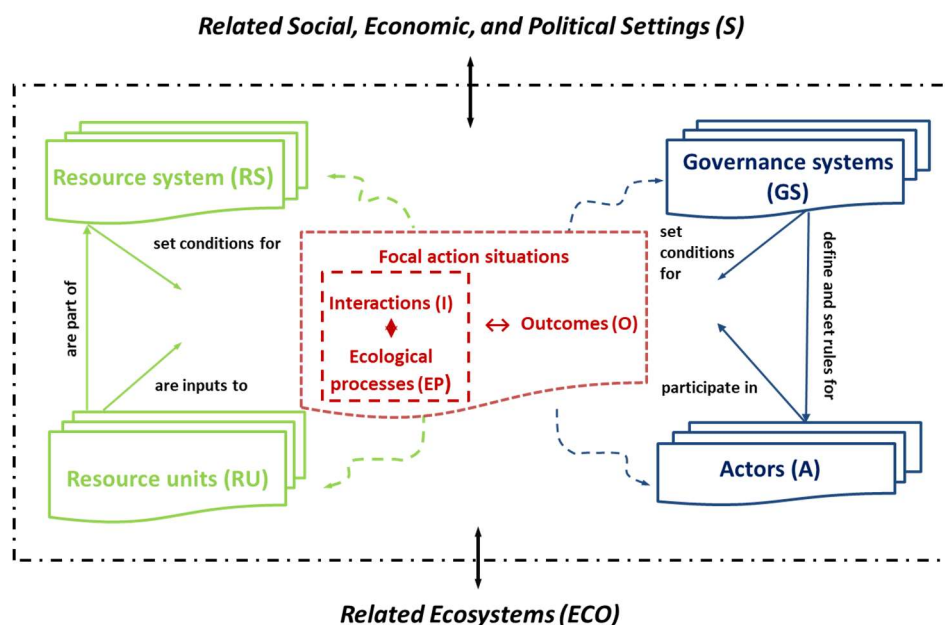 Related Social, Economic, and Political Settings (S)
Resource system (RS)
Governance systems
(GS)
set conditions for
set
conditions
for
are part of
define and set rules for
Focal action situations
Interactions (I)
Outcomes (O)
Ecological
processes (EP)
are inputs to
participate in
Resource units (RU)
Actors (A)
Related Ecosystems (ECO)